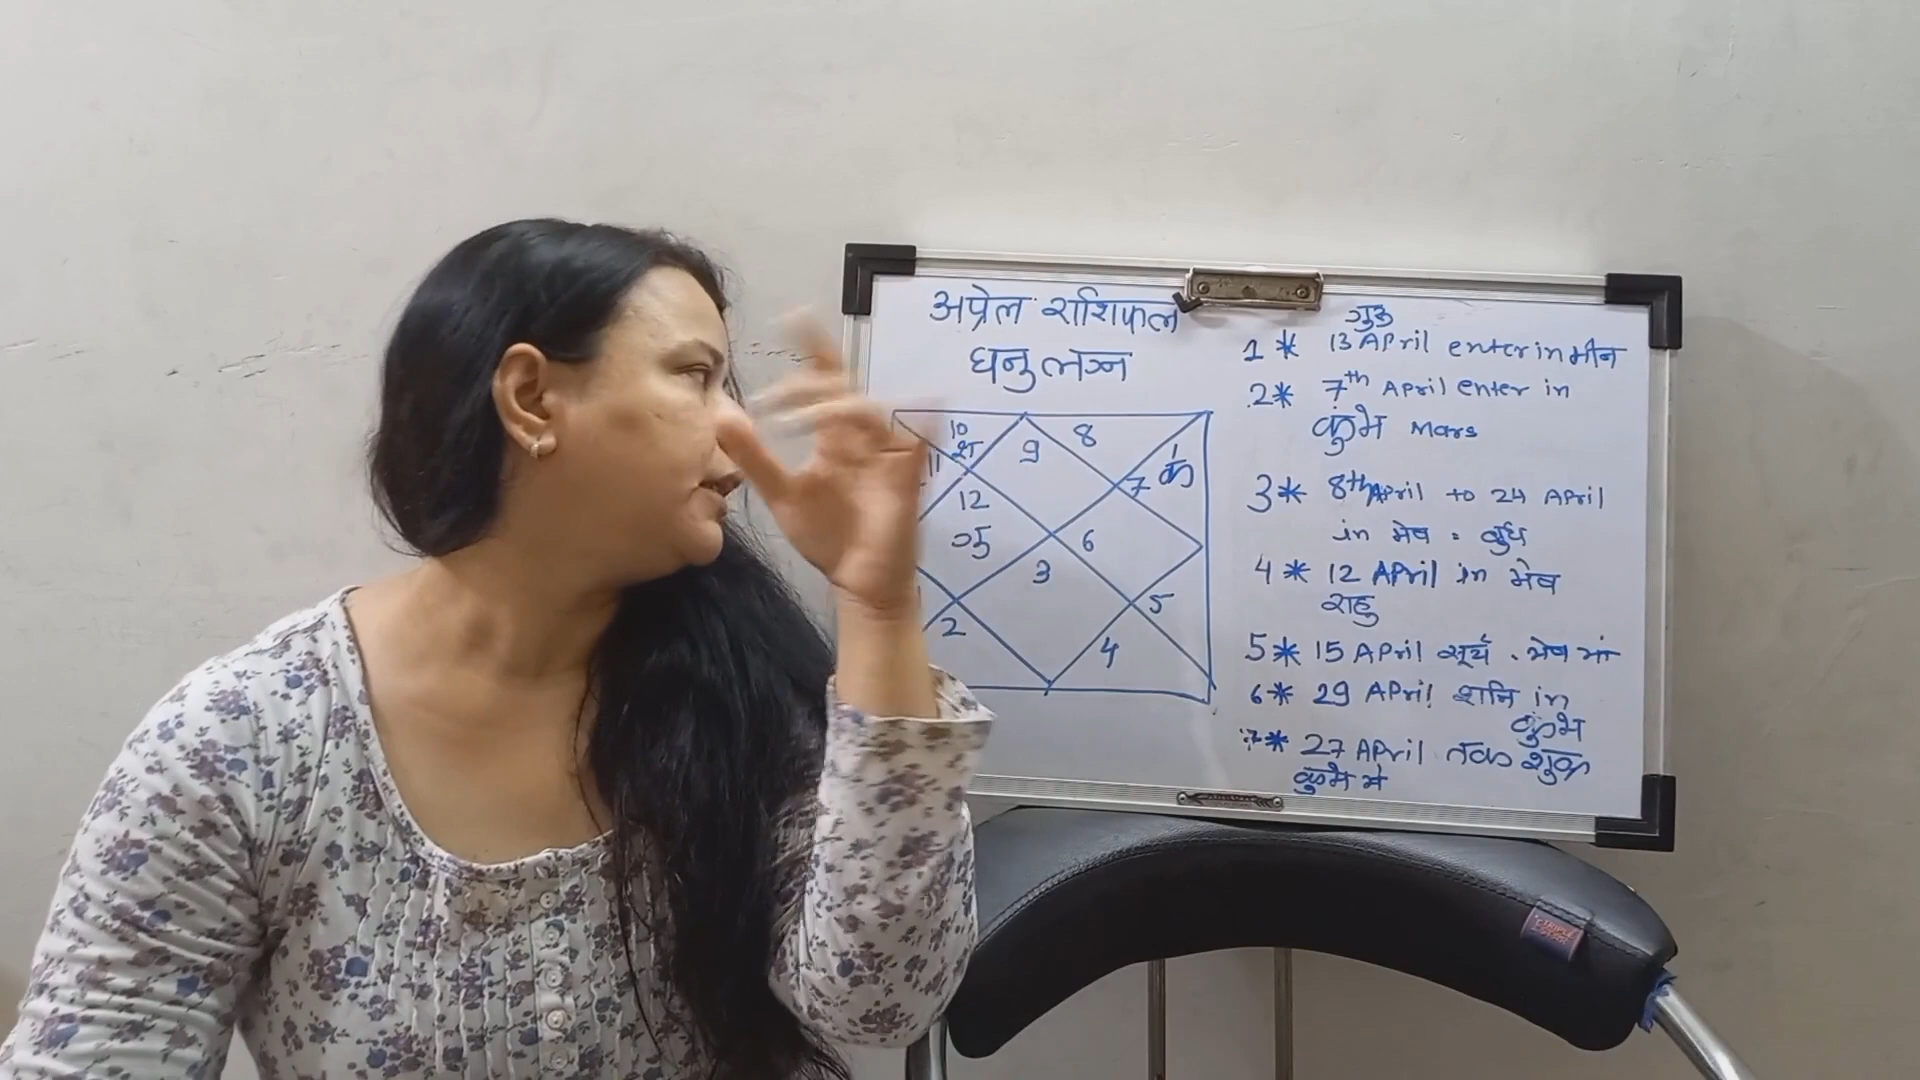 अप्रेल राशिफल
धनु लग्न
10
श
11
9
8
1
के
7
12
गु
6
3
2
4
5
गुरु
1 * 13 April enter in मीन
2 * 7th April enter in
कुंभ Mars
3 * 8th April to 24 April
in मेष = बुध
4 * 12 April in मेष
राहु
5 * 15 April सूर्य . मेष मां
6 * 29 April शनि in
कुंभ
7 * 27 April तक शुक्र
कुंभ मे